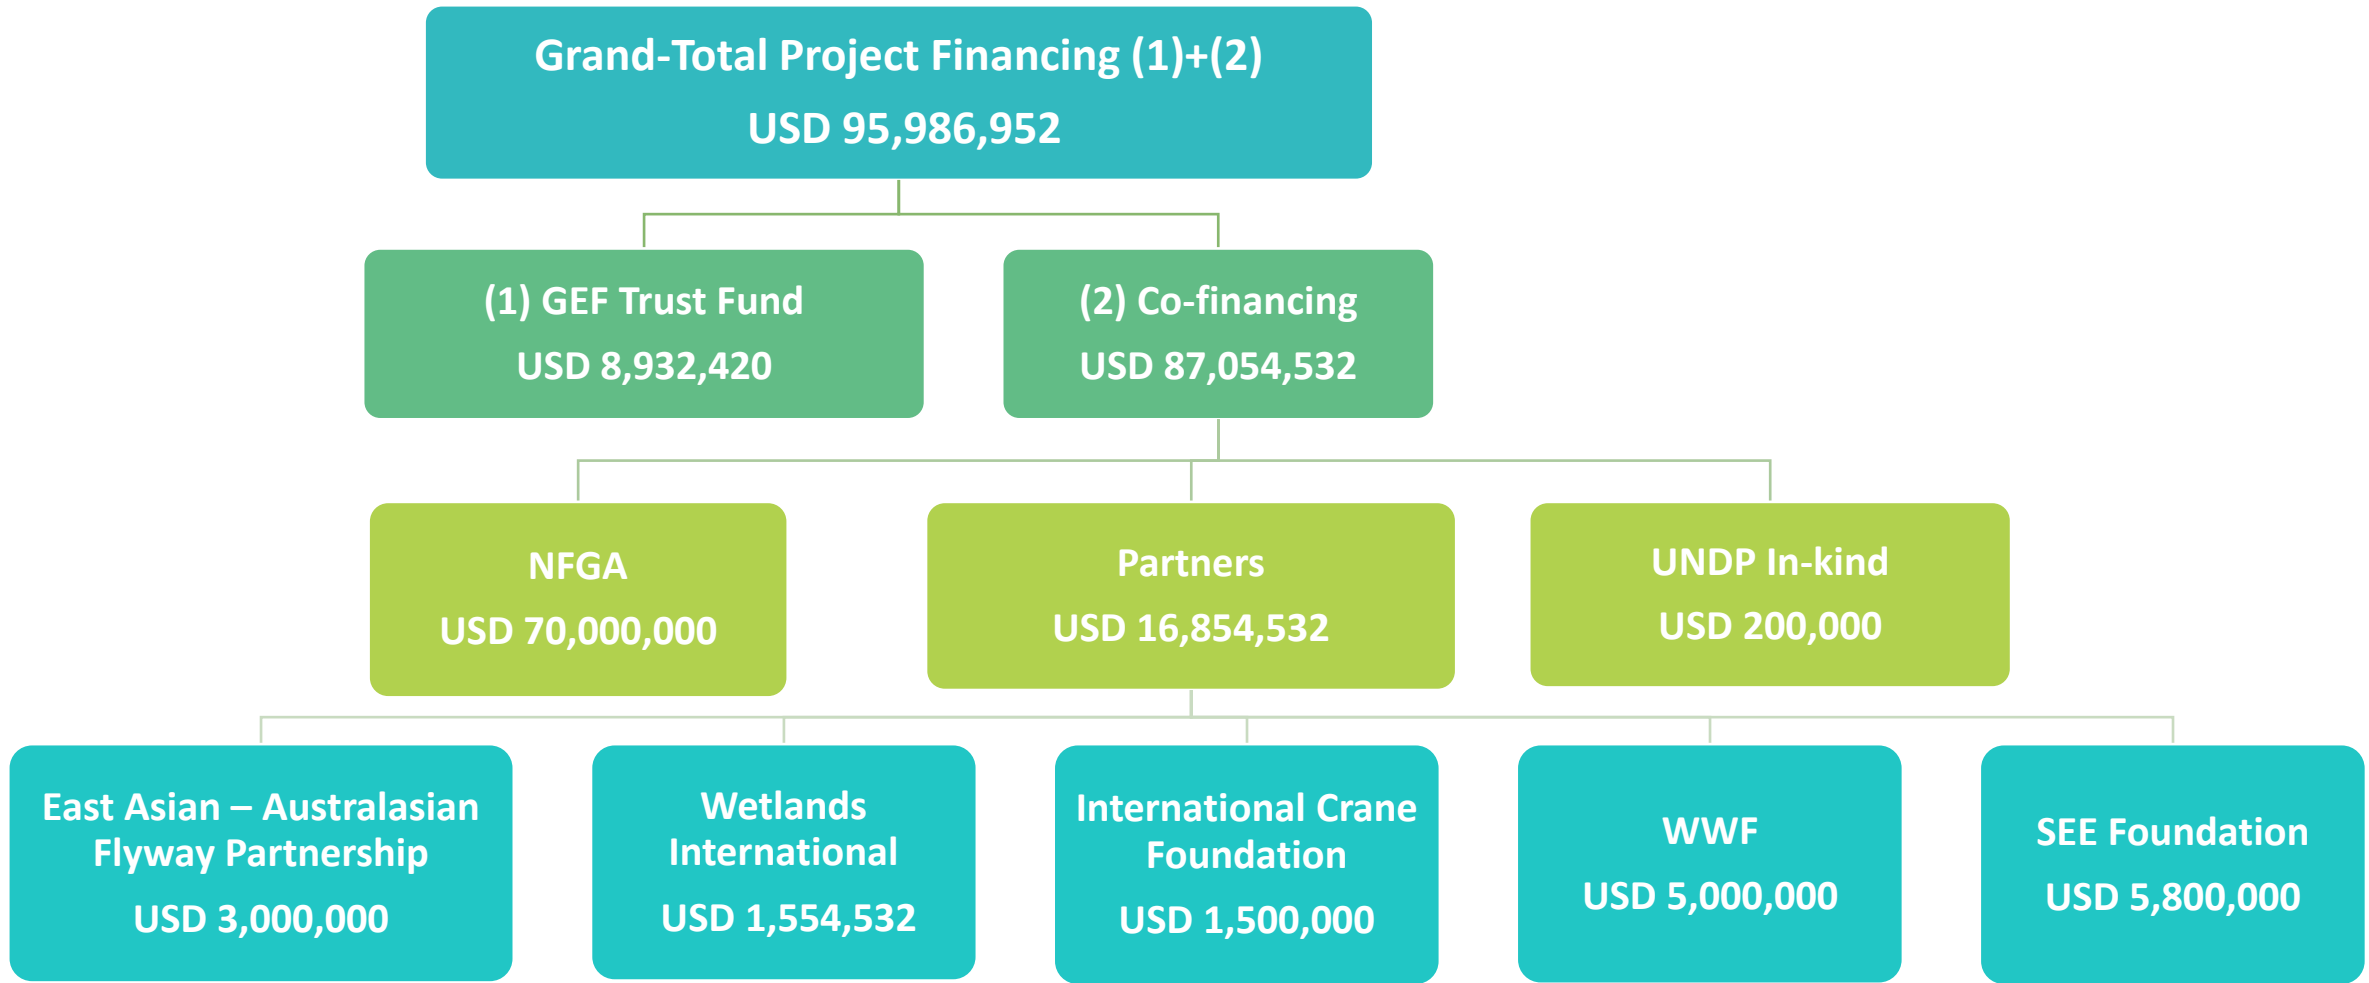 Grand-Total Project Financing (1)+(2)
USD 95,986,952
(1) GEF Trust Fund
USD 8,932,420
(2) Co-financing
USD 87,054,532
NFGA
USD 70,000,000
Partners
USD 16,854,532
UNDP In-kind
USD 200,000
East Asian – Australasian
Flyway Partnership
USD 3,000,000
Wetlands
International
USD 1,554,532
International Crane
Foundation
USD 1,500,000
WWF
USD 5,000,000
SEE Foundation
USD 5,800,000